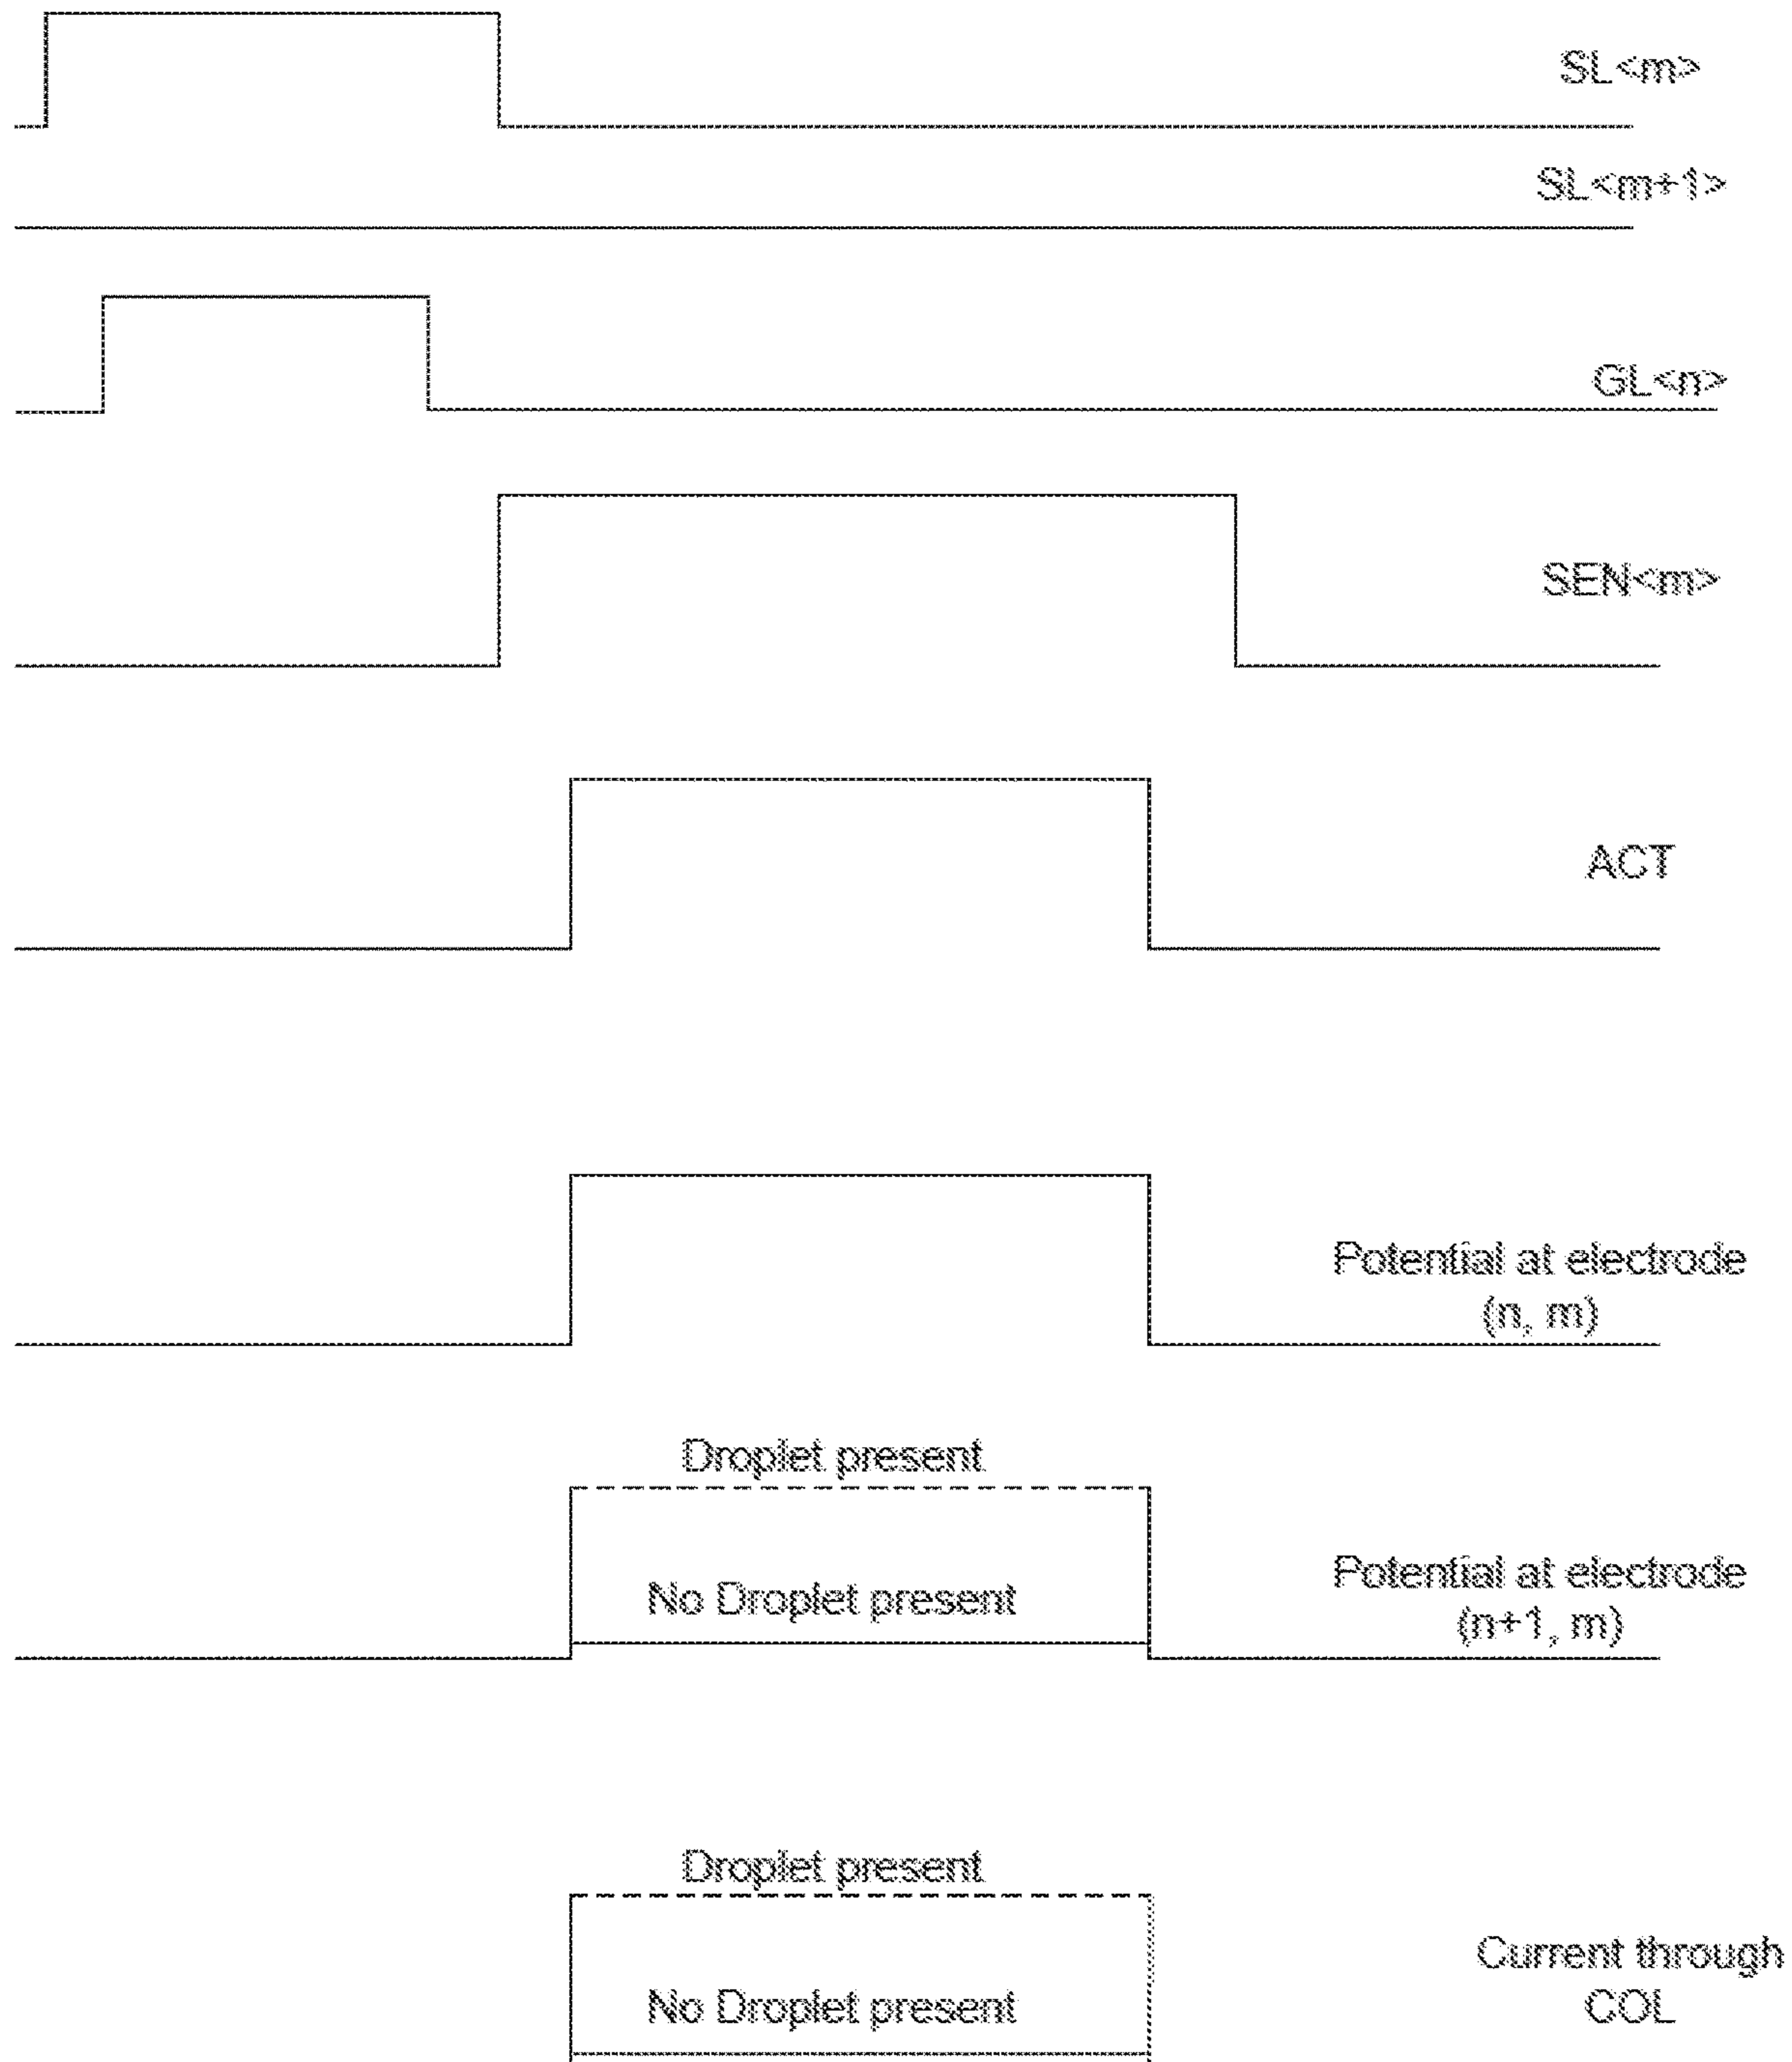 SL<m>
SL<m+1>
GL<n>
SEN<m>
ACT
Potential at electrode
(n, m)
Droplet present
No Droplet present
Potential at electrode
(n+1, m)
Droplet present
No Droplet present
Current through
COL